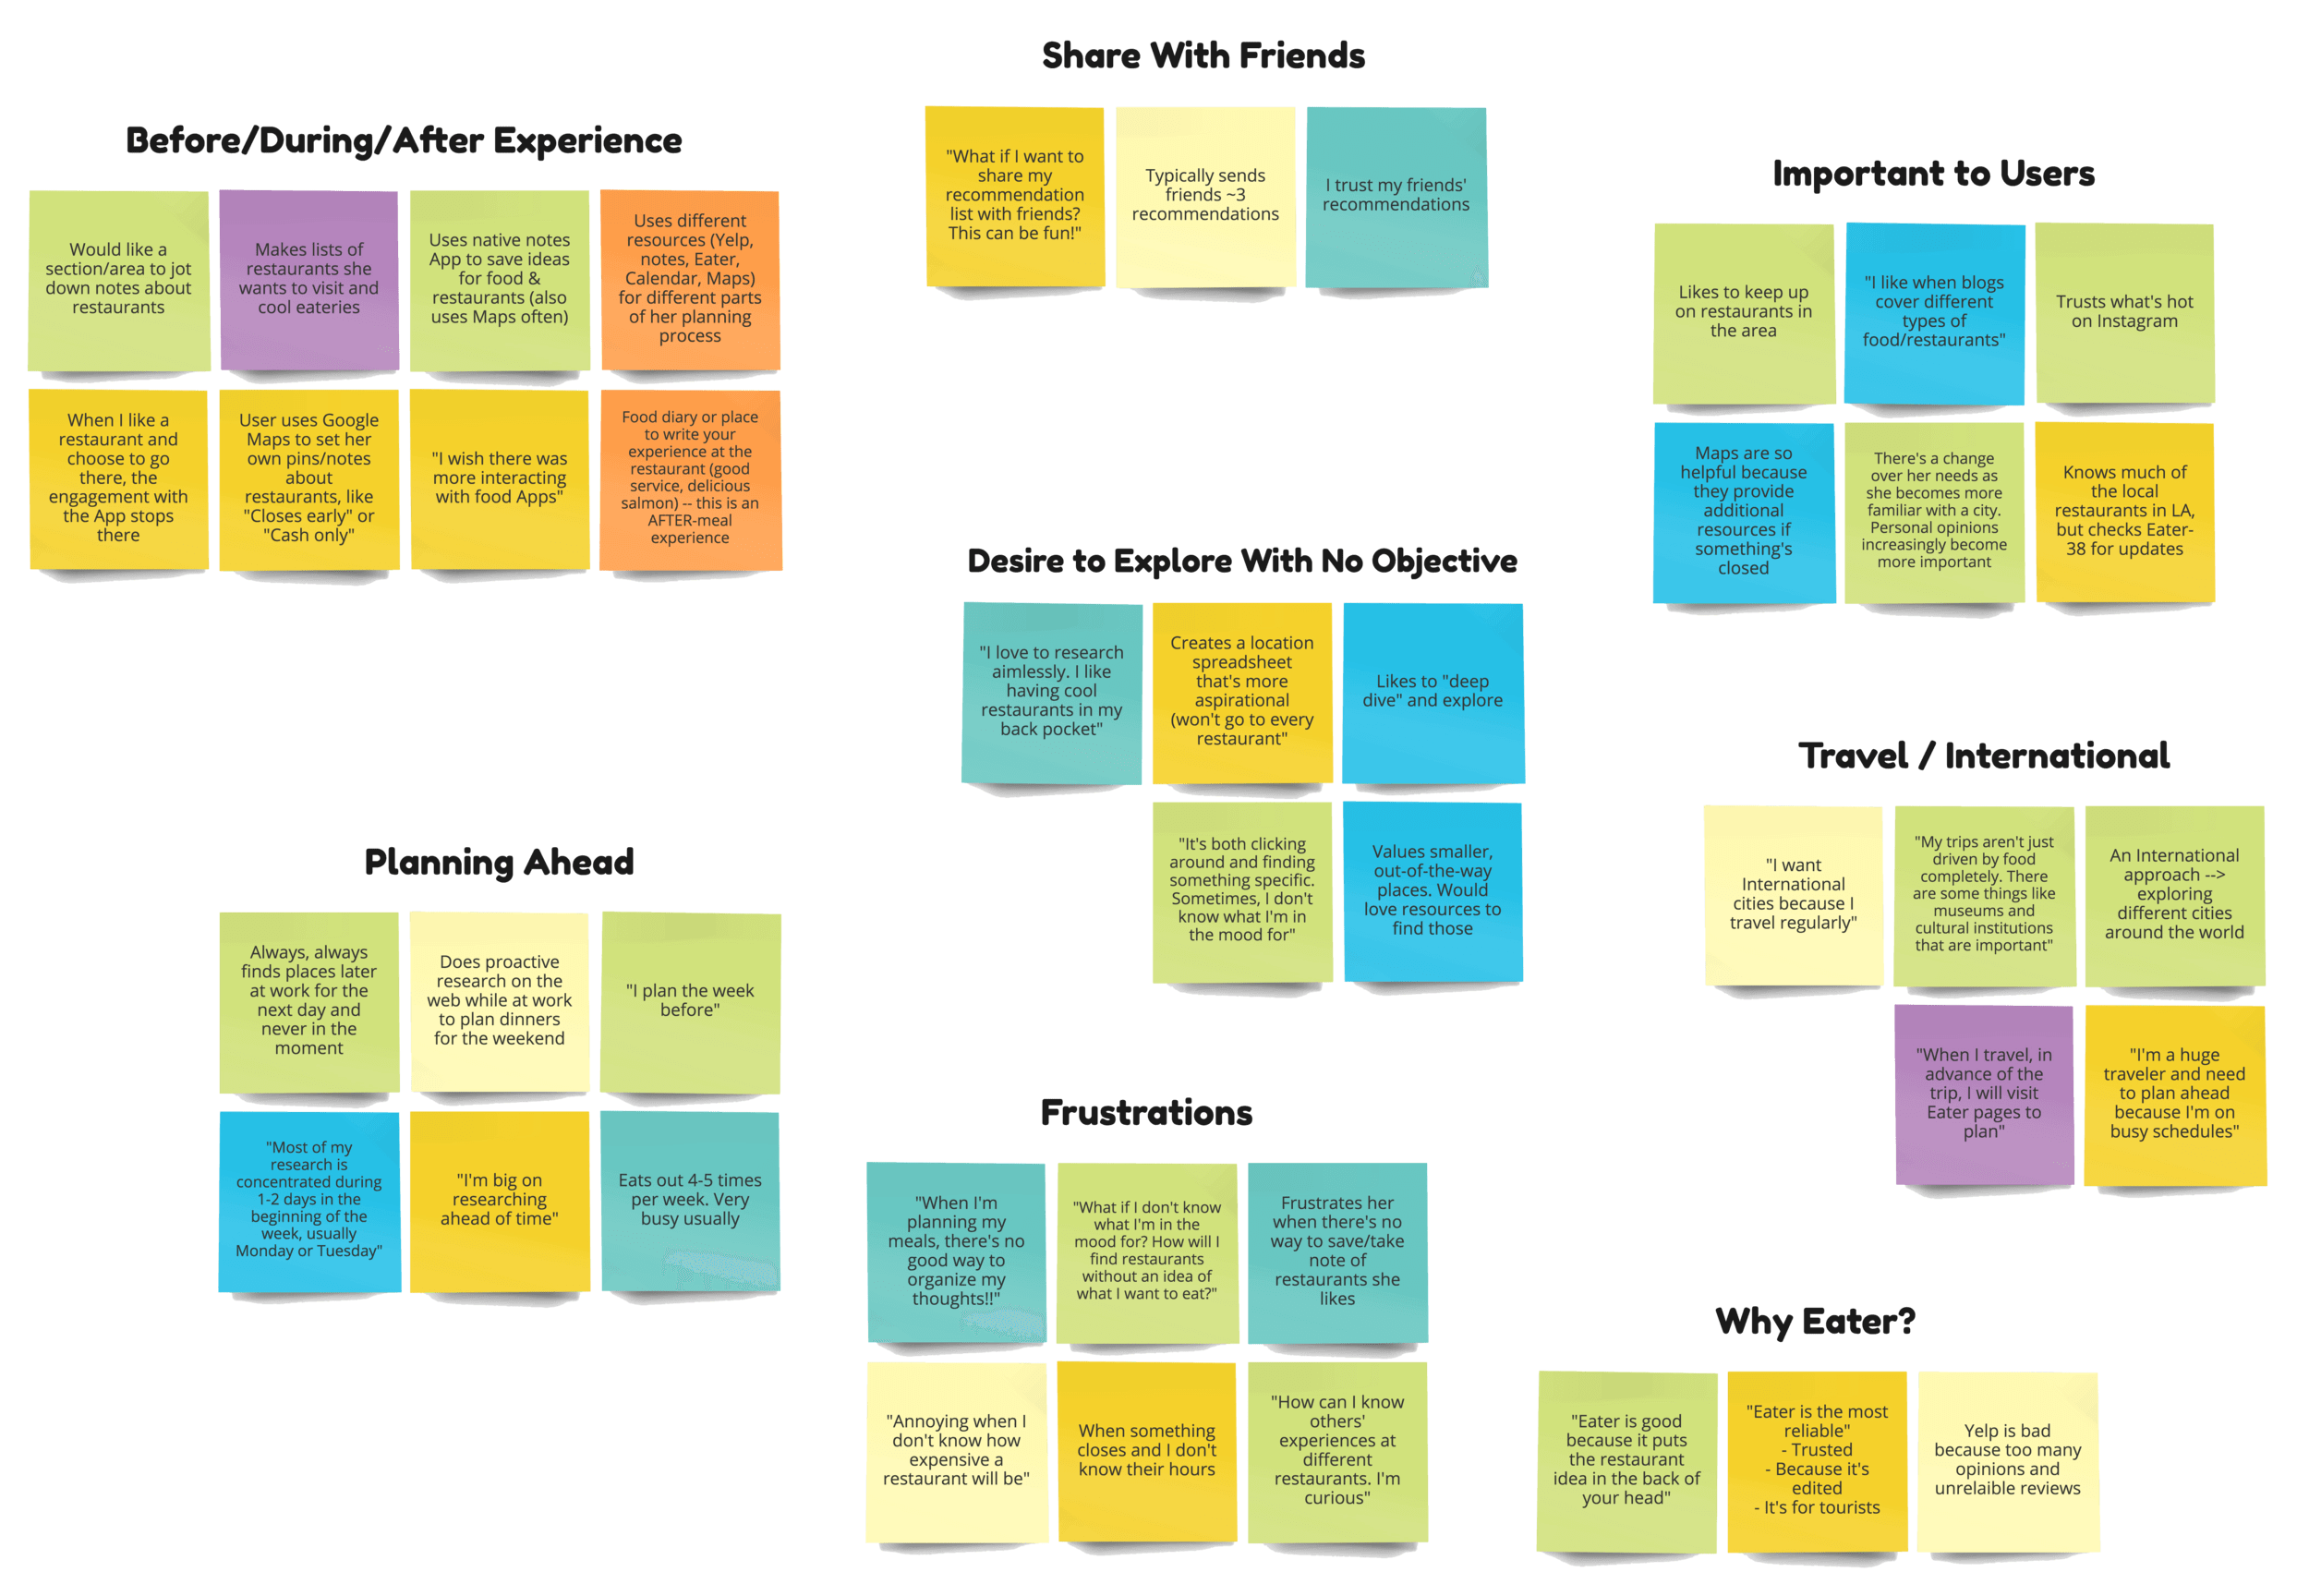 Share With Friends
"What if I want to
share my
recommendation
list with friends?
This can be fun!"
Typically sends
friends ~3
recommendations
I trust my friends'
recommendations
Before/During/After Experience
Would like a
section/area to jot
down notes about
restaurants
Makes lists of
restaurants she
wants to visit and
cool eateries
Uses native notes
App to save ideas
for food &
restaurants (also
uses Maps often)
Uses different
resources (Yelp,
notes, Eater,
Calendar, Maps)
for different parts
of her planning
process
When I like a
restaurant and
choose to go
there, the
engagement with
the App stops
there
User uses Google
Maps to set her
own pins/notes
about
restaurants, like
"Closes early" or
"Cash only"
"I wish there was
more interacting
with food Apps"
Food diary or place
to write your
experience at the
restaurant (good
service, delicious
salmon) -- this is an
AFTER-meal
experience
Important to Users
Likes to keep up
on restaurants in
the area
"I like when blogs
cover different
types of
food/restaurants"
Trusts what's hot
on Instagram
Maps are so
helpful because
they provide
additional
resources if
something's
closed
There's a change
over her needs as
she becomes more
familiar with a city.
Personal opinions
increasingly become
more important
Knows much of
the local
restaurants in LA,
but checks Eater-
38 for updates
Desire to Explore With No Objective
"I love to research
aimlessly. I like
having cool
restaurants in my
back pocket"
Creates a location
spreadsheet
that's more
aspirational
(won't go to every
restaurant"
Likes to "deep
dive" and explore
"It's both clicking
around and finding
something specific.
Sometimes, I don't
know what I'm in
the mood for"
Values smaller,
out-of-the-way
places. Would
love resources to
find those
Travel / International
"I want
International
cities because I
travel regularly"
"My trips aren't just
driven by food
completely. There
are some things like
museums and
cultural institutions
that are important"
An International
approach -->
exploring
different cities
around the world
"When I travel, in
advance of the
trip, I will visit
Eater pages to
plan"
"I'm a huge
traveler and need
to plan ahead
because I'm on
busy schedules"
Planning Ahead
Always, always
finds places later
at work for the
next day and
never in the
moment
Does proactive
research on the
web while at work
to plan dinners
for the weekend
"I plan the week
before"
"Most of my
research is
concentrated during
1-2 days in the
beginning of the
week, usually
Monday or Tuesday"
"I'm big on
researching
ahead of time"
Eats out 4-5 times
per week. Very
busy usually
Frustrations
"When I'm
planning my
meals, there's no
good way to
organize my
thoughts!!"
"What if I don't know
what I'm in the
mood for? How will I
find restaurants
without an idea of
what I want to eat?"
Frustrates her
when there's no
way to save/take
note of
restaurants she
likes
"Annoying when I
don't know how
expensive a
restaurant will be"
When something
closes and I don't
know their hours
"How can I know
others'
experiences at
different
restaurants. I'm
curious"
Why Eater?
"Eater is good
because it puts
the restaurant
idea in the back of
your head"
"Eater is the most
reliable"
- Trusted
- Because it's
edited
- It's for tourists
Yelp is bad
because too many
opinions and
unrelaible reviews